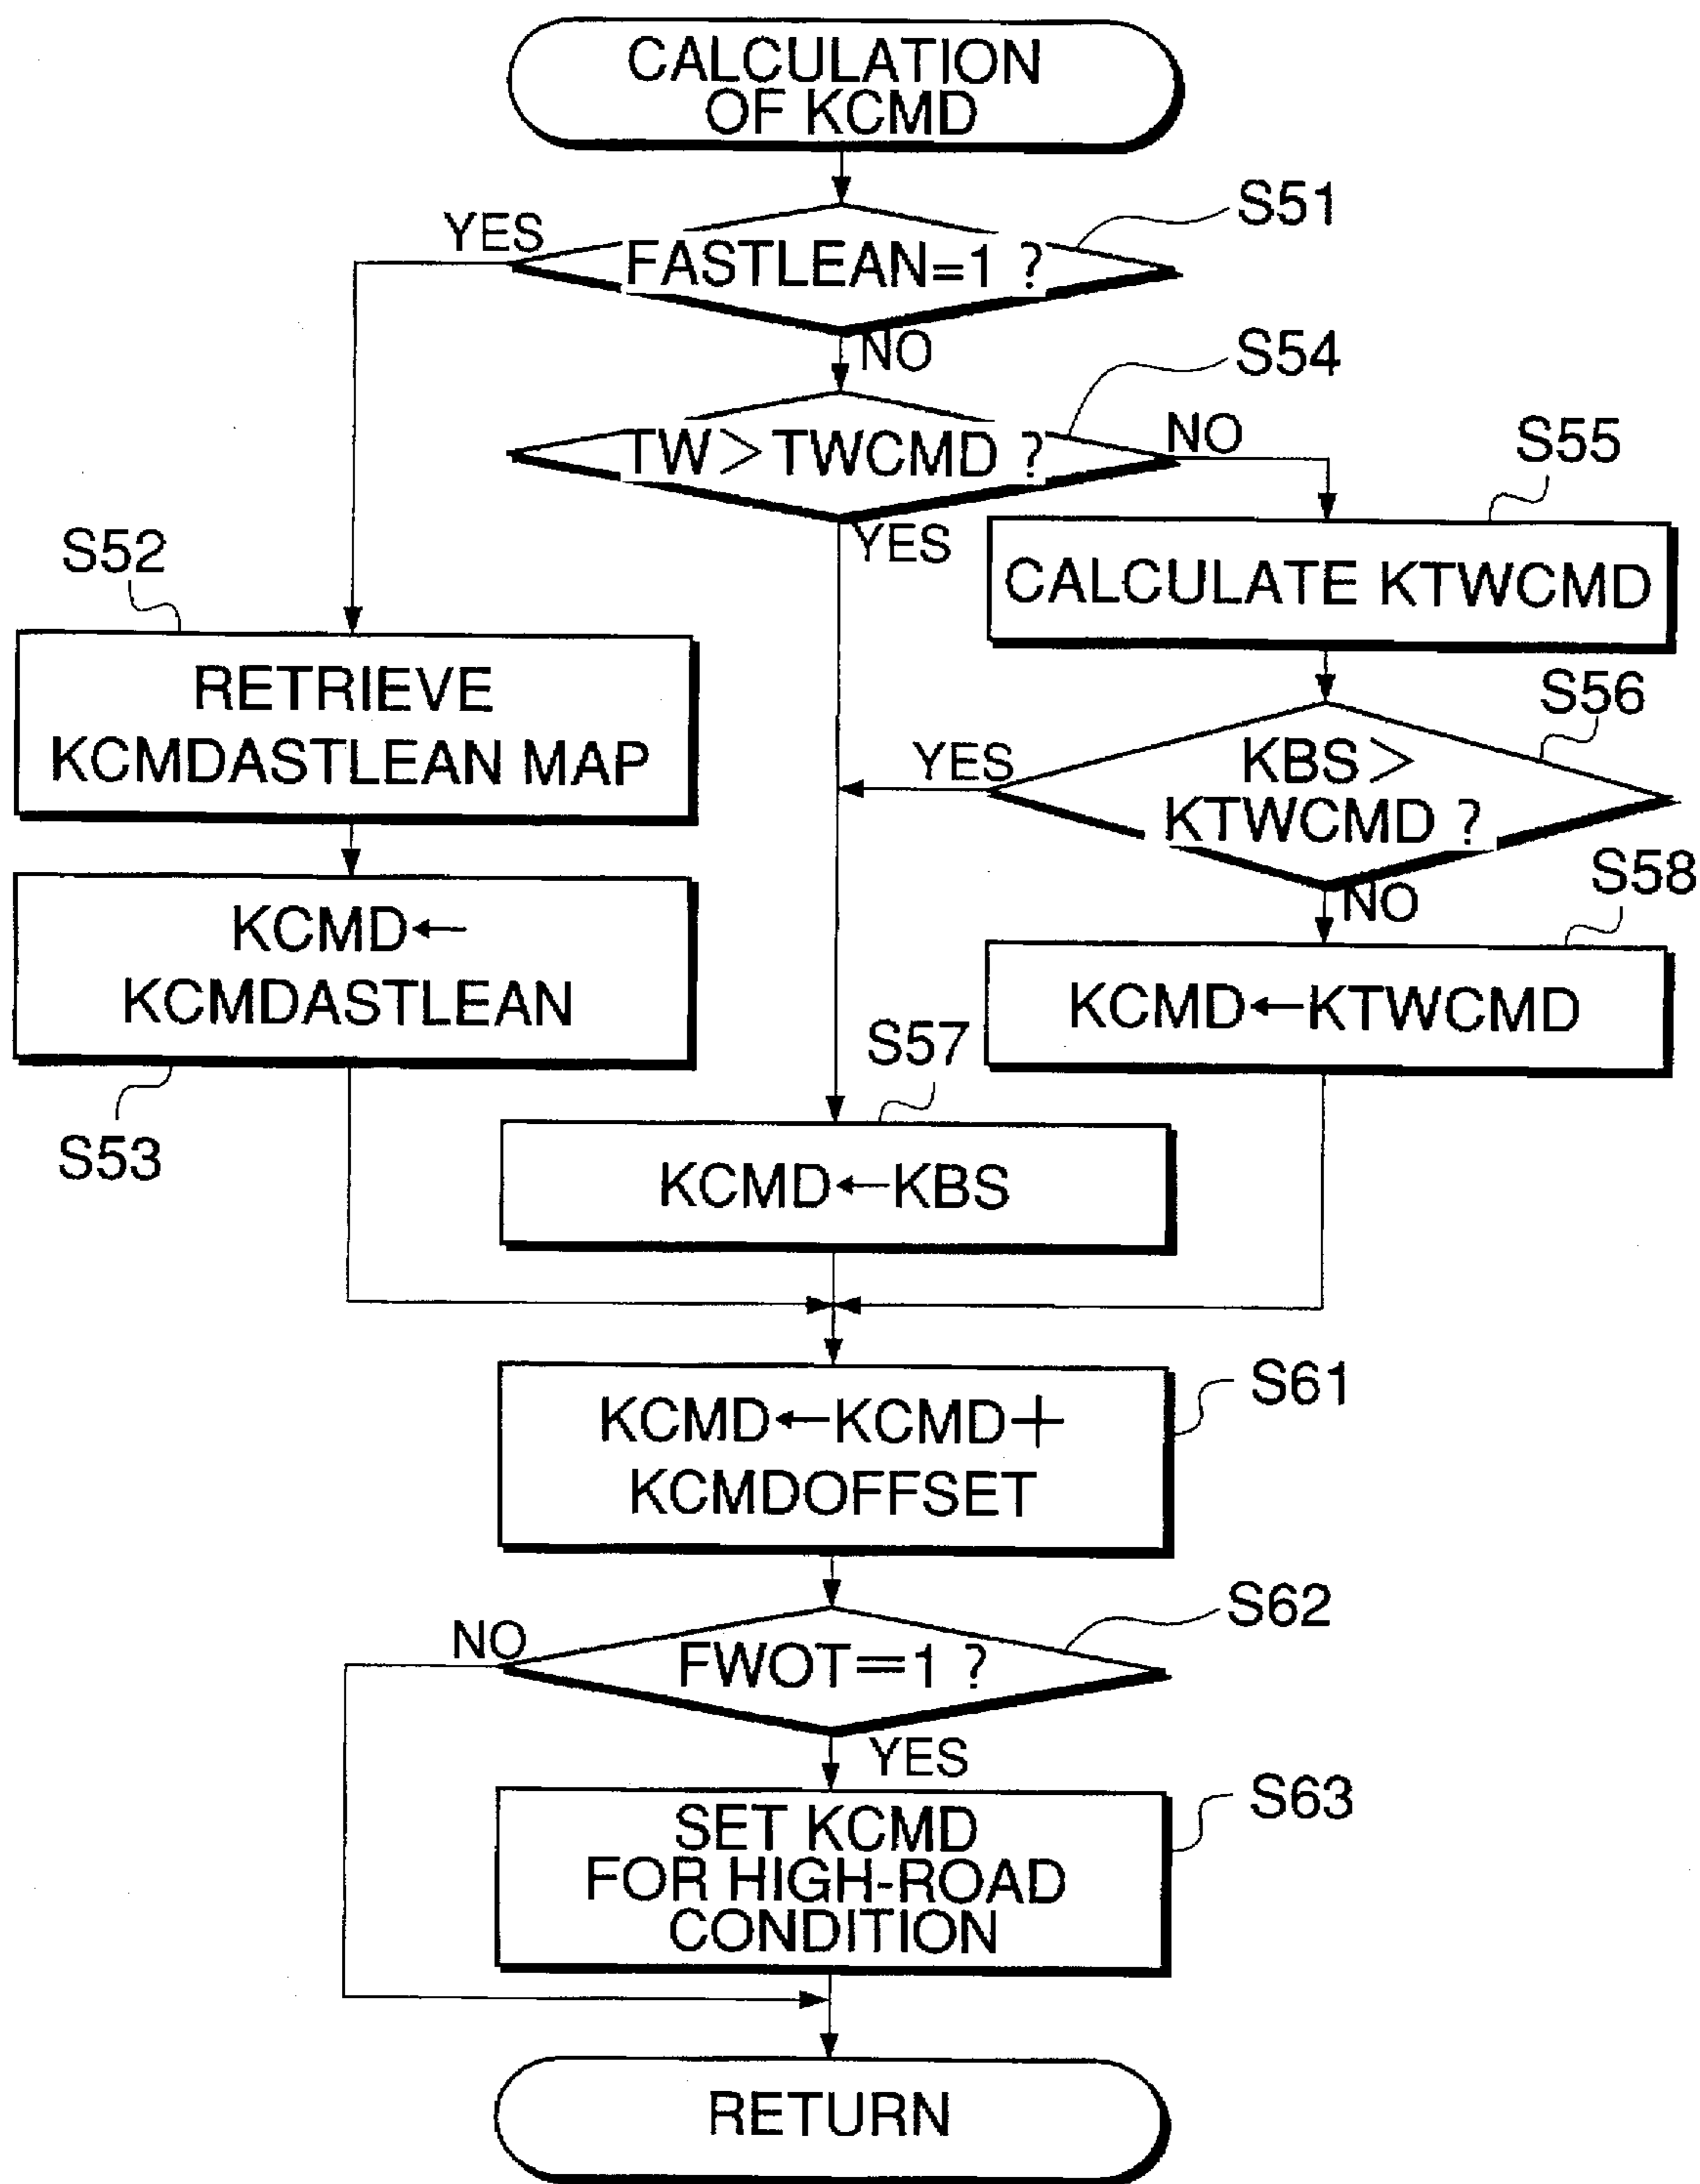 CALCULATION
OF KCMD
S51
YES
FASTLEAN=1 ?
NO
S54
TW>TWCMD ?
NO
S55
YES
CALCULATE KTWCMD
S52
RETRIEVE
KCMDASTLEAN MAP
S56
YES
KBS>
KTWCMD ?
NO
S58
KCMD←
KCMDASTLEAN
KCMD←KTWCMD
S53
S57
KCMD←KBS
S61
KCMD←KCMD+
KCMDOFFSET
S62
NO
FWOT=1 ?
YES
S63
SET KCMD
FOR HIGH-ROAD
CONDITION
RETURN